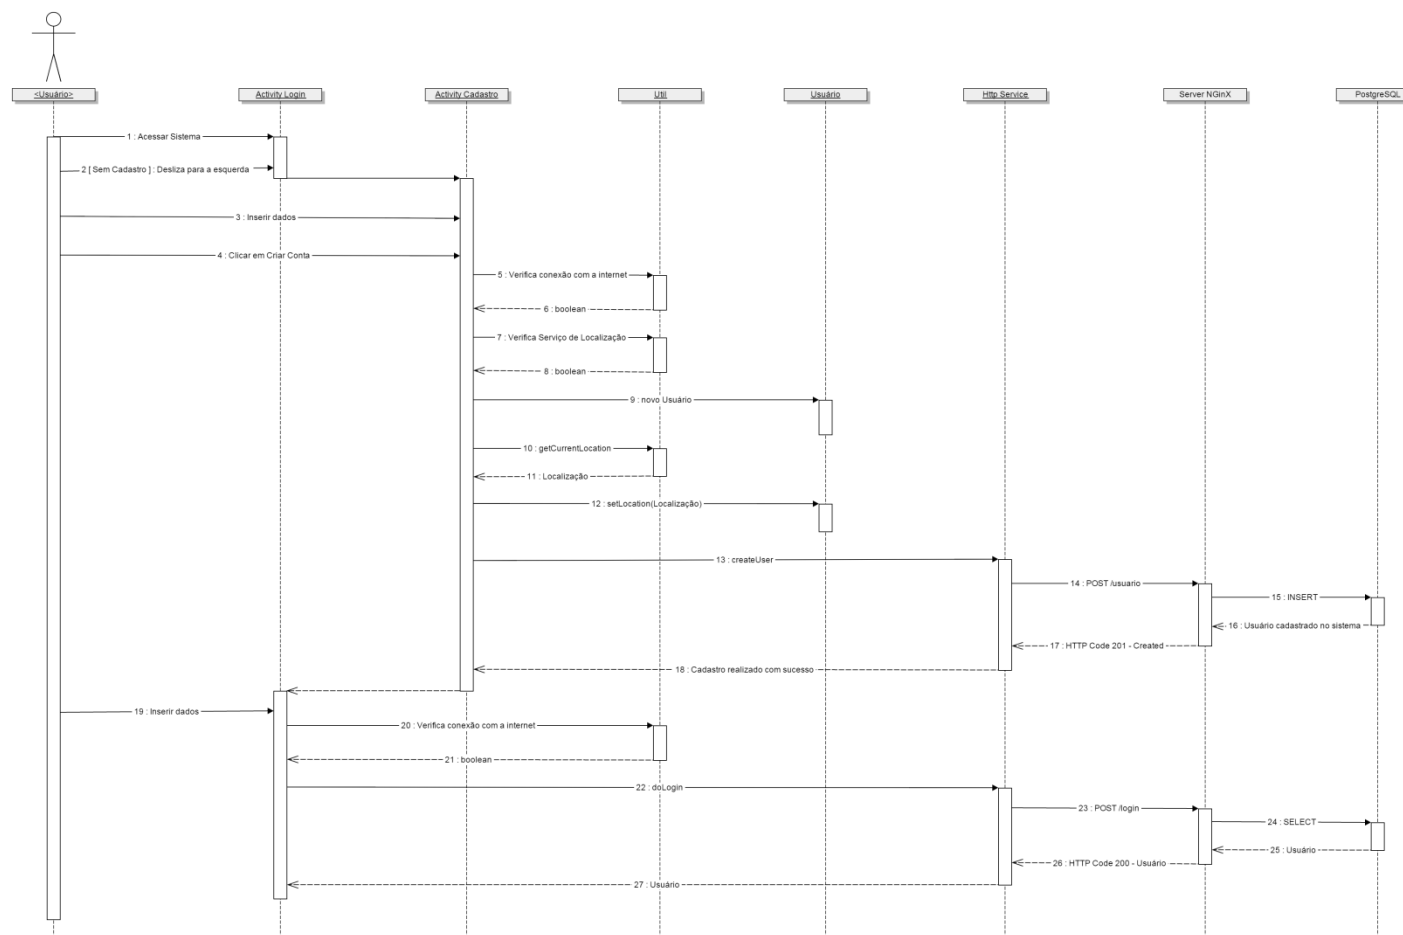 <Usuário>
Activity Login
Activity Cadastro
Util
Usuário
Http Service
Server NGinX
PostgreSQL
1 : Acessar Sistema
2 [ Sem Cadastro ] : Desliza para a esquerda
3 : Inserir dados
4 : Clicar em Criar Conta
5 : Verifica conexão com a internet
6 : boolean
7 : Verifica Serviço de Localização
8 : boolean
9 : novo Usuário
10 : getCurrentLocation
11 : Localização
12 : setLocation(Localização)
13 : createUser
14 : POST /usuario
15 : INSERT
16 : Usuário cadastrado no sistema
17 : HTTP Code 201 - Created
18 : Cadastro realizado com sucesso
19 : Inserir dados
20 : Verifica conexão com a internet
21 : boolean
22 : doLogin
23 : POST /login
24 : SELECT
25 : Usuário
26 : HTTP Code 200 - Usuário
27 : Usuário